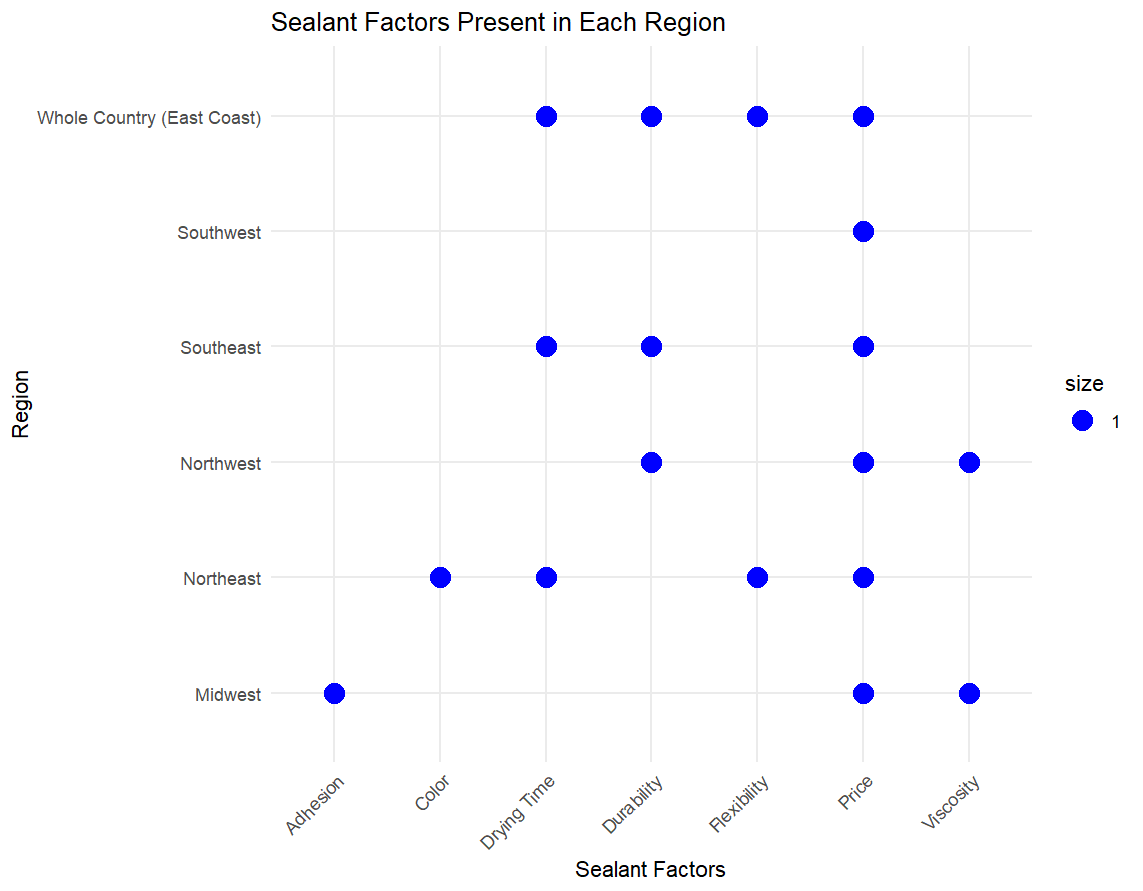 Sealant Factors Present in Each Region
Whole Country (East Coast)
Southwest
Southeast
Northwest
Northeast
Midwest
Region
Adhesion
Color
Drying Time
Durability
Flexibility
Price
Viscosity
Sealant Factors
size
1